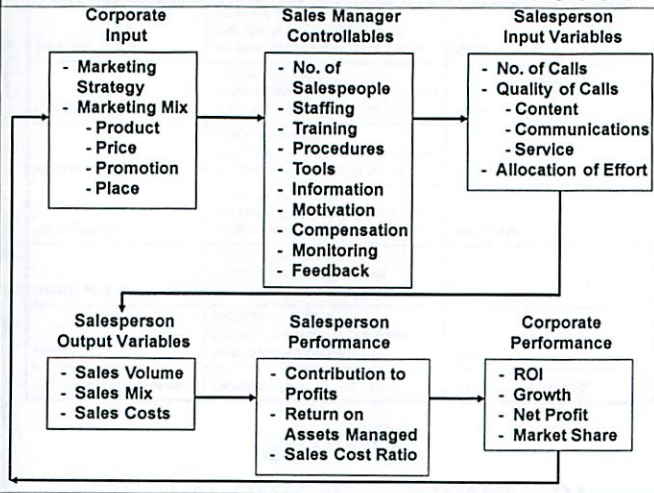 Corporate
Input
- Marketing
Strategy
- Marketing Mix
- Product
- Price
- Promotion
- Place
Sales Manager
Controllables
- No. of
Salespeople
- Staffing
- Training
- Procedures
- Tools
- Information
- Motivation
- Compensation
- Monitoring
- Feedback
Salesperson
Input Variables
- No. of Calls
- Quality of Calls
- Content
- Communications
- Service
- Allocation of Effort
Salesperson
Output Variables
- Sales Volume
- Sales Mix
- Sales Costs
Salesperson
Performance
- Contribution to
Profits
- Return on
Assets Managed
- Sales Cost Ratio
Corporate
Performance
- ROI
- Growth
- Net Profit
- Market Share